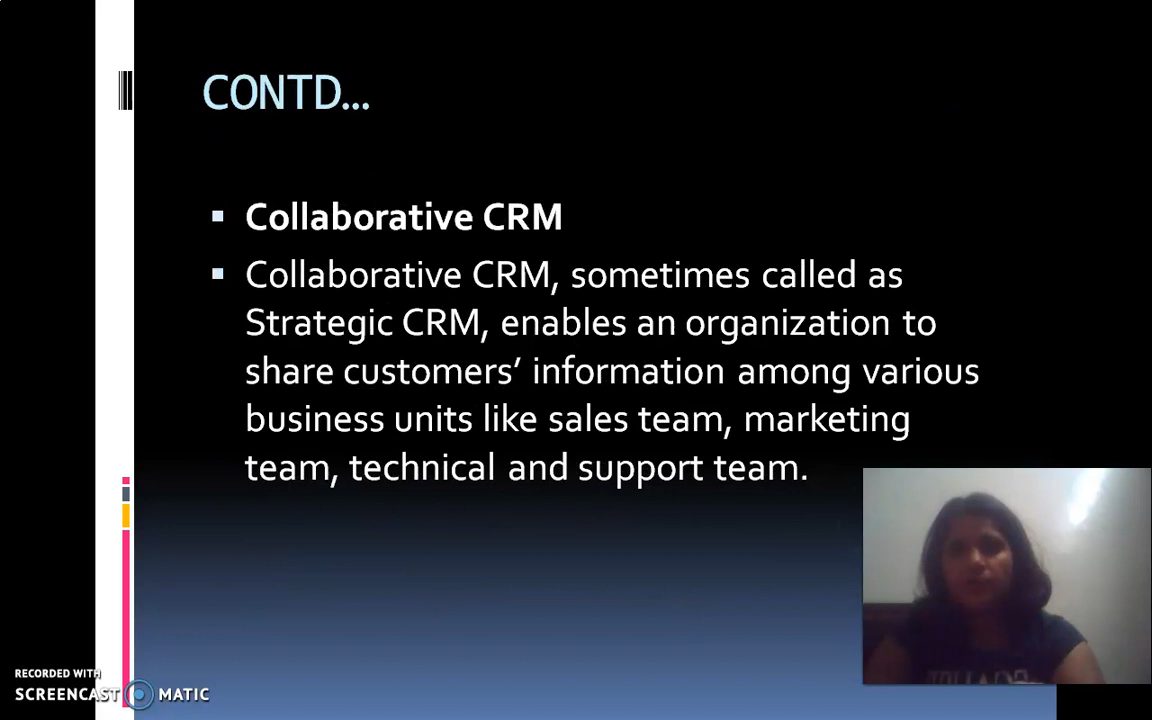 CONTD...
Collaborative CRM
Collaborative CRM, sometimes called as
Strategic CRM, enables an organization to
share customers’ information among various
business units like sales team, marketing
team, technical and support team.
RECORDED WITH
SCREENCAST MATIC